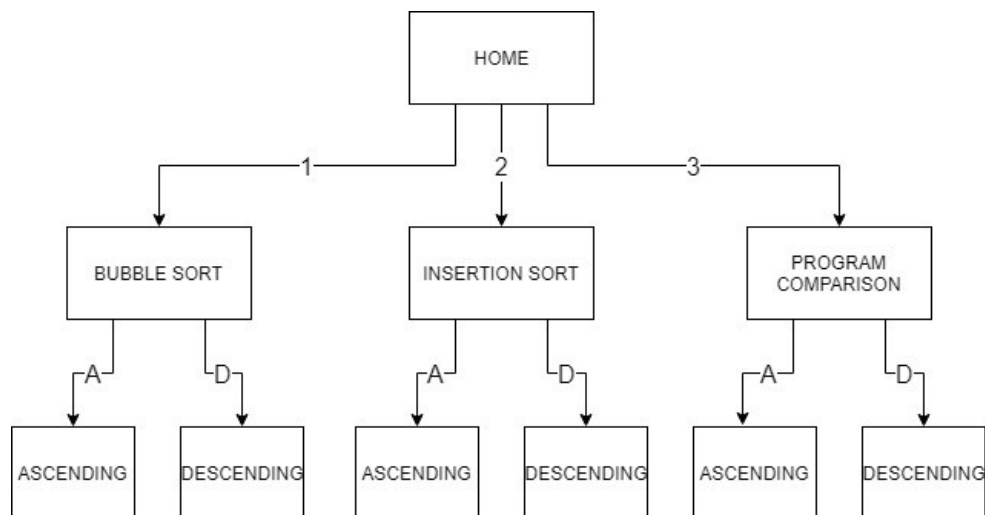 HOME
1
2
3
BUBBLE SORT
INSERTION SORT
PROGRAM
COMPARISON
A
D
A
D
A
D
ASCENDING
DESCENDING
ASCENDING
DESCENDING
ASCENDING
DESCENDING